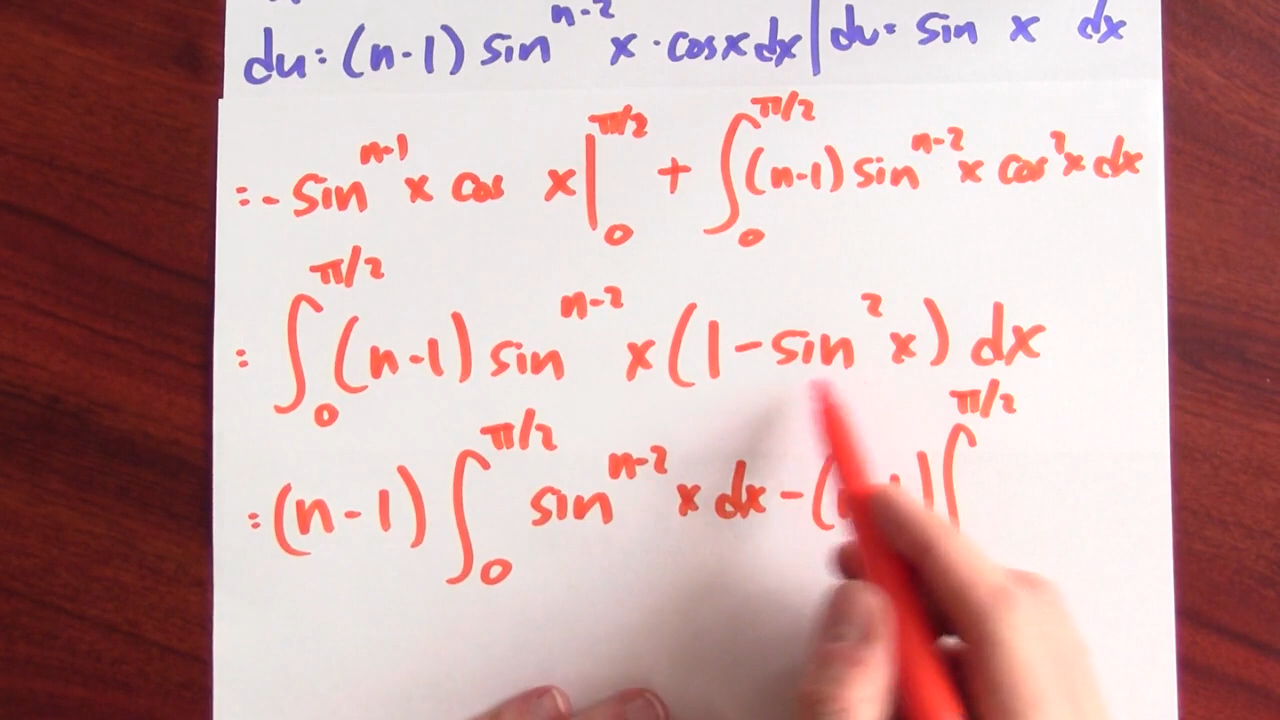 du = (n-1) sin^{n-2} x · cosx dx | dv = sin x dx
= - sin^{n-1} x cos x |_0^{π/2} + ∫_0^{π/2} (n-1) sin^{n-2} x cos^2 x dx
= ∫_0^{π/2} (n-1) sin^{n-2} x (1 - sin^2 x) dx
= (n-1) ∫_0^{π/2} sin^{n-2} x dx - ( ) ∫^{π/2}